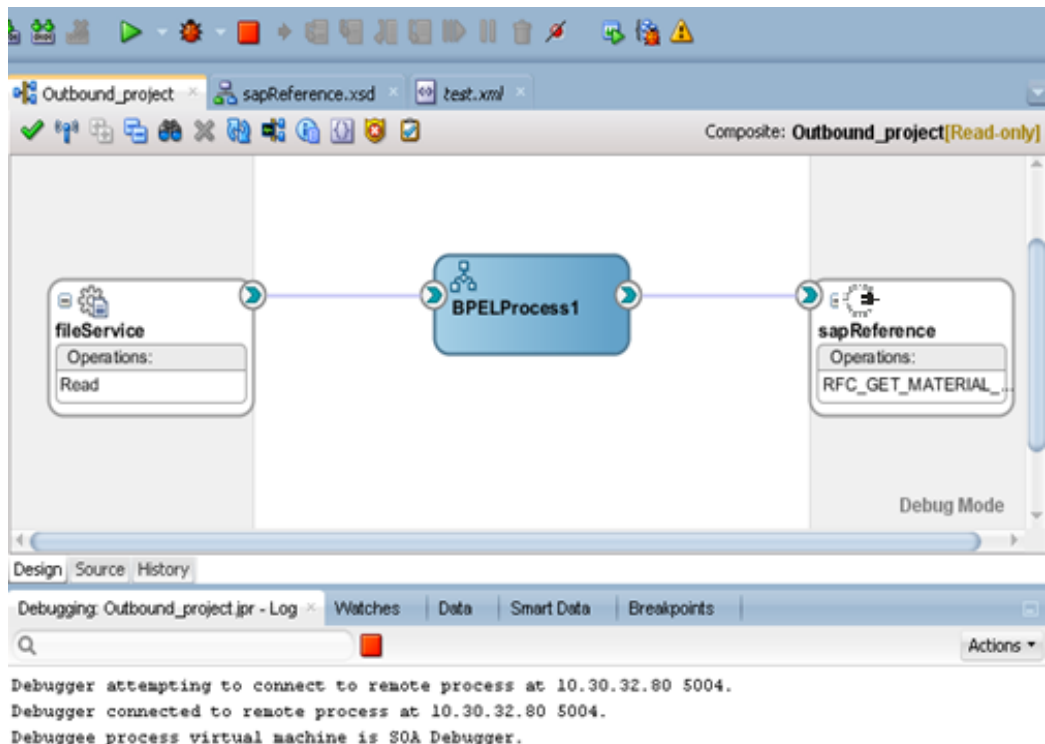 Outbound_project
sapReference.xsd
test.xml
Composite: Outbound_project[Read-only]
BPELProcess1
fileService
Operations:
Read
sapReference
Operations:
RFC_GET_MATERIAL_...
Debug Mode
Design Source History
Debugging: Outbound_project.jpr - Log Watches Data Smart Data Breakpoints
Actions
Debugger attempting to connect to remote process at 10.30.32.80 5004.
Debugger connected to remote process at 10.30.32.80 5004.
Debuggee process virtual machine is SOA Debugger.